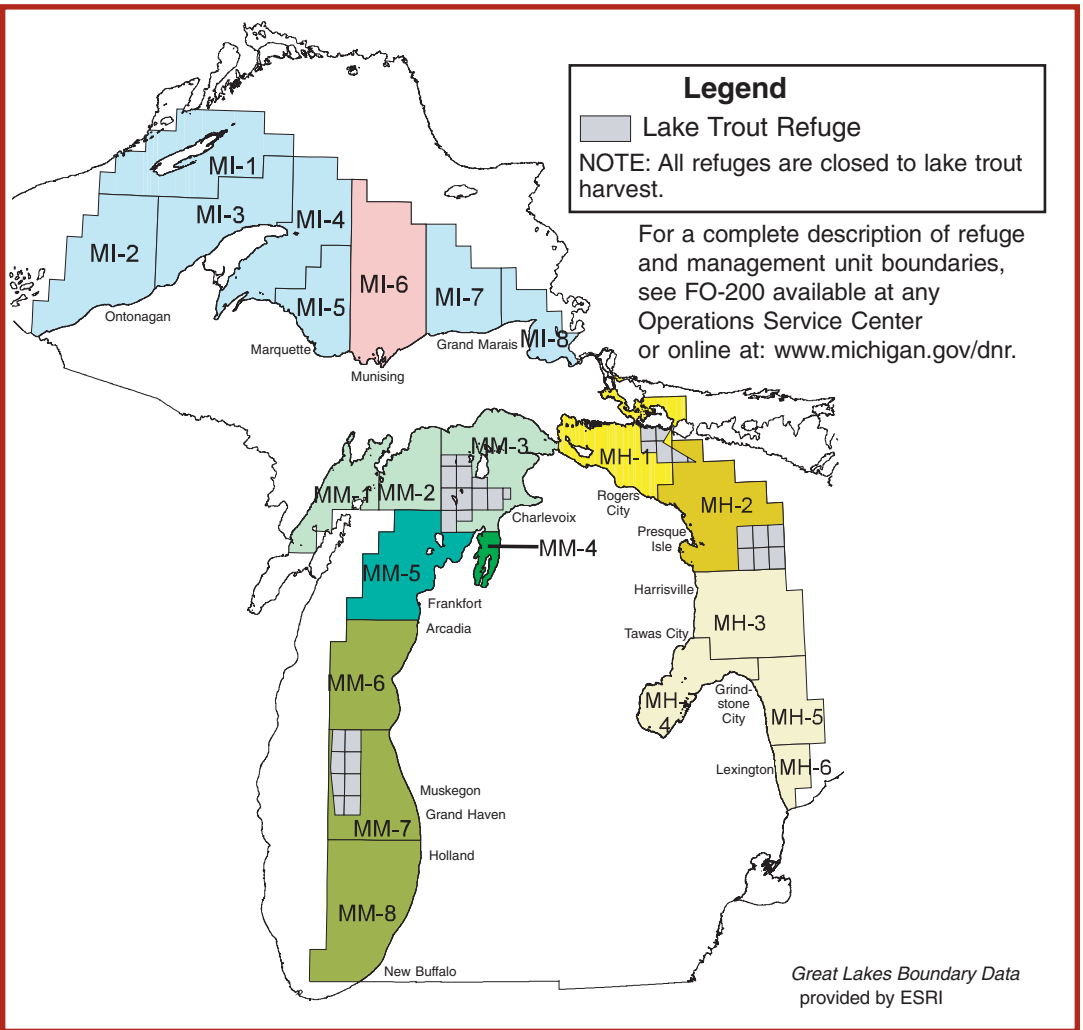 Legend
Lake Trout Refuge
NOTE: All refuges are closed to lake trout
harvest.
For a complete description of refuge
and management unit boundaries,
see FO-200 available at any
Operations Service Center
or online at: www.michigan.gov/dnr.
MI-1
MI-2
MI-3
MI-4
MI-5
MI-6
MI-7
MI-8
Ontonagan
Marquette
Munising
Grand Marais
MM-1
MM-2
MM-3
Charlevoix
MM-4
MM-5
Frankfort
Arcadia
MM-6
Muskegon
Grand Haven
MM-7
Holland
MM-8
New Buffalo
MH-1
Rogers
City
MH-2
Presque
Isle
Harrisville
MH-3
Tawas City
MH-
4
Grind-
stone
City
MH-5
Lexington
MH-6
Great Lakes Boundary Data
provided by ESRI